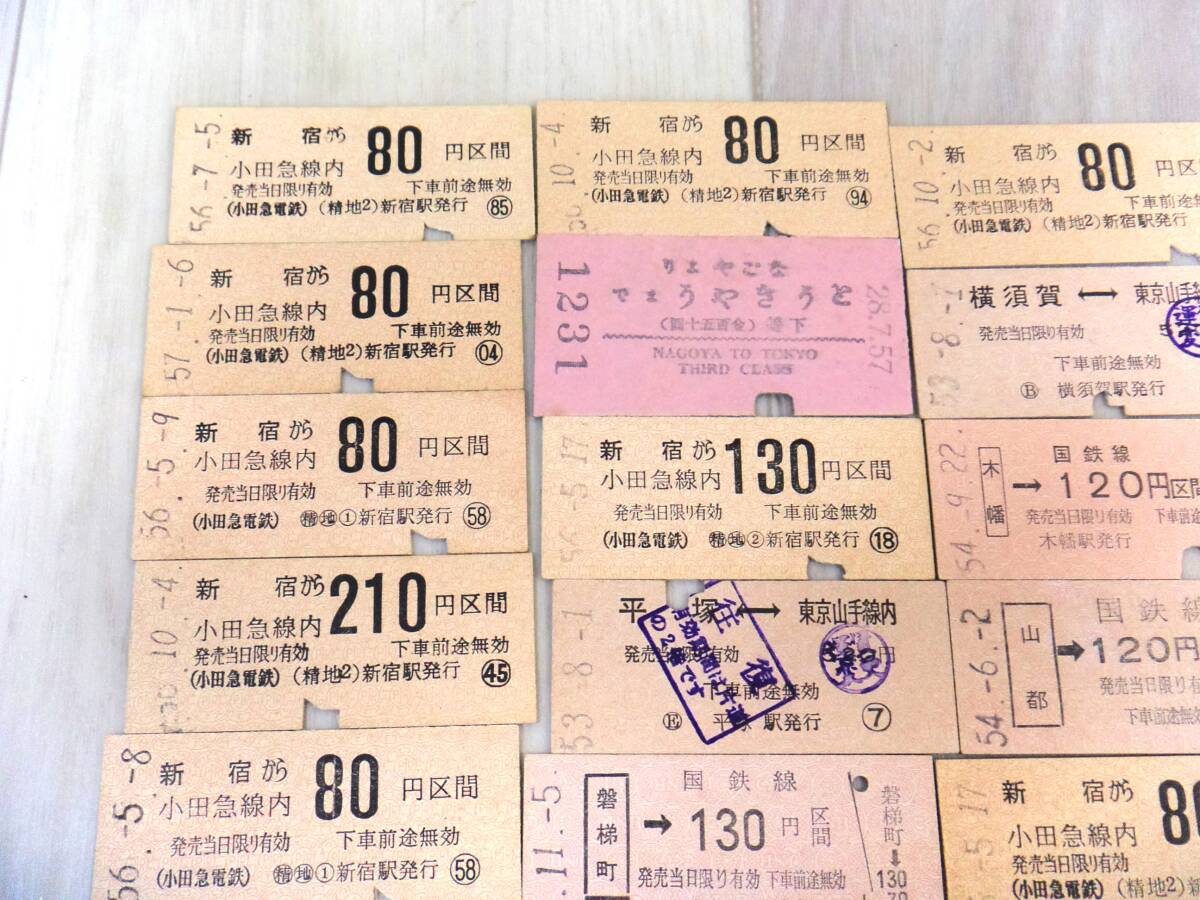 56.-7.-5.
新 宿から 80 円区間
小田急線内
発売当日限り有効 下車前途無効
(小田急電鉄) (精地2)新宿駅発行 85
10.-4.
新 宿から 80 円区間
小田急線内
発売当日限り有効 下車前途無効
(小田急電鉄) (精地2)新宿駅発行 94
56.10.-2.
新 宿から 80 円区
小田急線内
発売当日限り有効 下車前途無
(小田急電鉄) (精地2)新宿駅発行
57.-1.-6
新 宿から 80 円区間
小田急線内
発売当日限り有効 下車前途無効
(小田急電鉄) (精地2)新宿駅発行 04
1231
りよやごな
でまうやきうと
(圓十五百金) 等下
NAGOYA TO TOKYO
THIRD CLASS
28.7.57
53.-8.-1
横須賀 ↔ 東京山手線
発売当日限り有効
下車前途無効
Ⓑ 横須賀駅発行
56.-5.-9
新 宿から 80 円区間
小田急線内
発売当日限り有効 下車前途無効
(小田急電鉄) ㊝地①新宿駅発行 58
56.-5.17
新 宿から 130 円区間
小田急線内
発売当日限り有効 下車前途無効
(小田急電鉄) 精地②新宿駅発行 ⑱
54.-9.22.
木幡
国鉄線
→ 120円区間
発売当日限り有効 下車前途
木幡駅発行
10.-4.
新 宿から 210 円区間
小田急線内
発売当日限り有効 下車前途無効
(小田急電鉄) (精地2)新宿駅発行 45
53.-8.-1
平 塚 ↔ 東京山手線内
発売当日限り有効 円
下車前途無効
Ⓔ 平塚駅発行 ⑦
往復
有効期間は片道
の2倍です
54.-6.-2
山都
国鉄線
➡120円
発売当日限り有効
下車前途無効
56.-5.-8
新 宿から 80 円区間
小田急線内
発売当日限り有効 下車前途無効
(小田急電鉄) 精地①新宿駅発行 58
.11.-5.
磐梯町
国鉄線
→ 130 円区間
発売当日限り有効 下車前途無効
磐梯町
↓
130
-5.17
新 宿から 80
小田急線内
発売当日限り有効
(小田急電鉄) (精地2)新